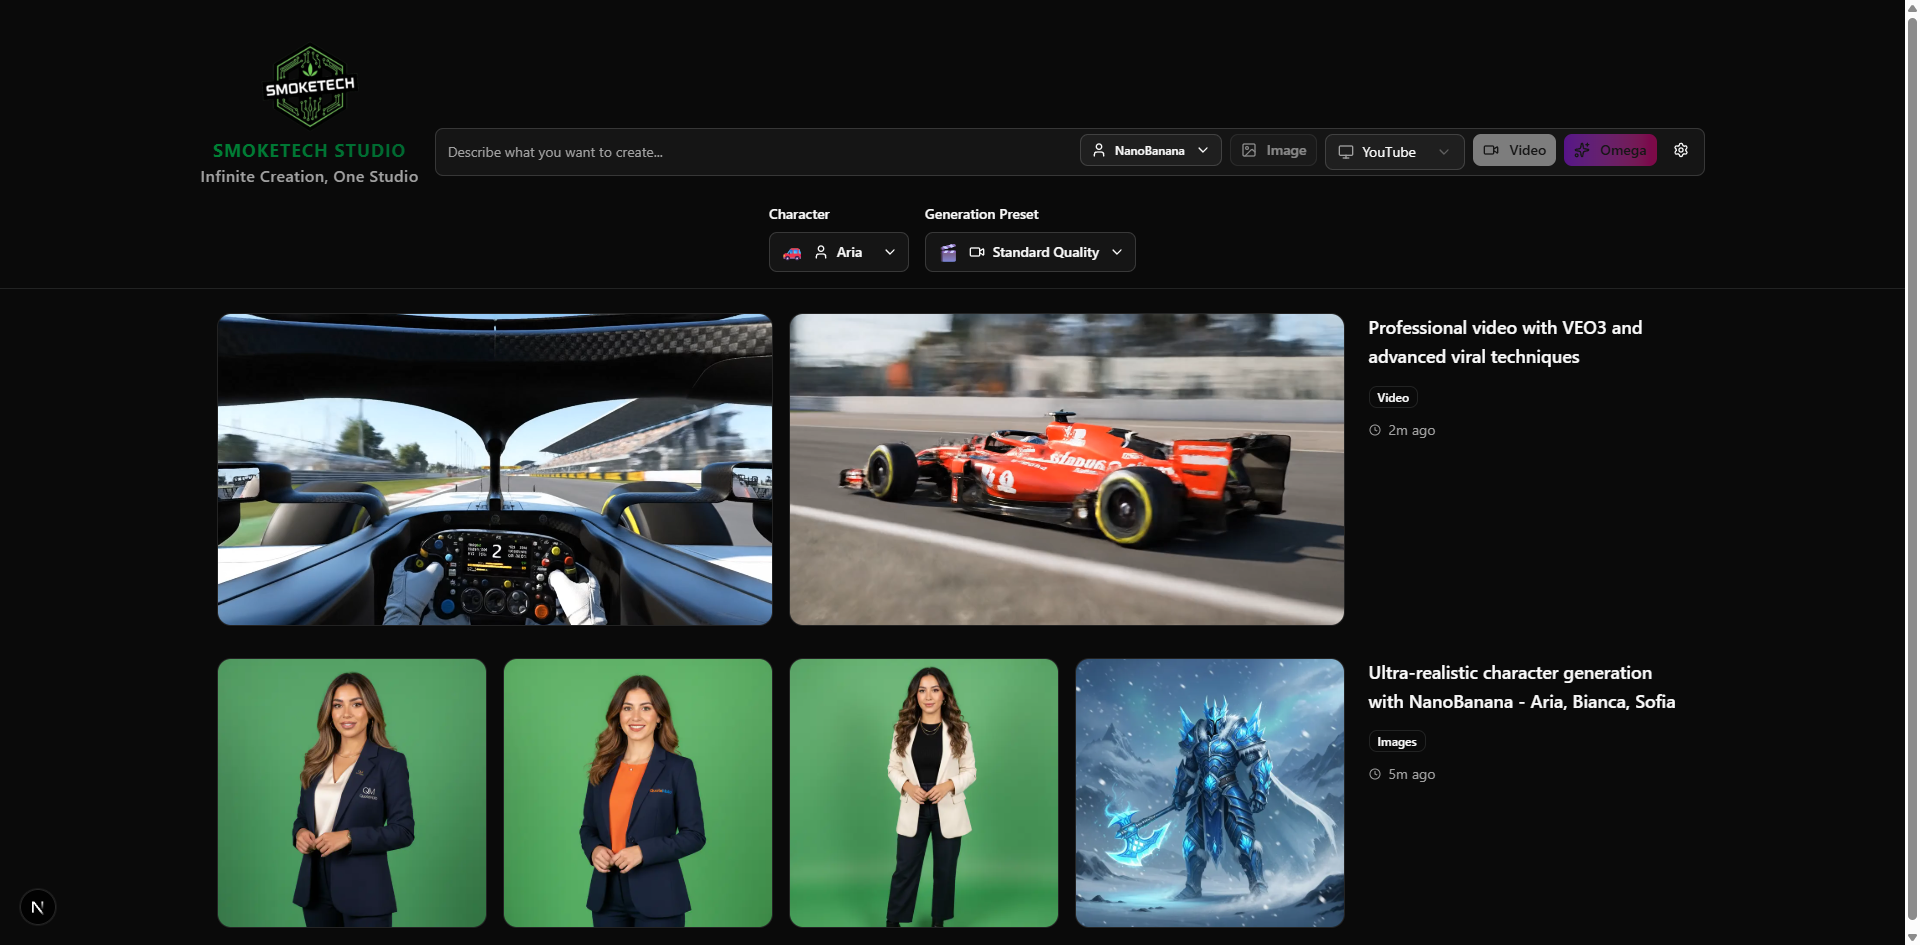 SMOKETECH
SMOKETECH STUDIO
Infinite Creation, One Studio
Describe what you want to create...
NanoBanana
Image
YouTube
Video
Omega
Character
Generation Preset
Aria
Standard Quality
2
Professional video with VEO3 and
advanced viral techniques
Video
2m ago
QM
Ultra-realistic character generation
with NanoBanana - Aria, Bianca, Sofia
Images
5m ago
N